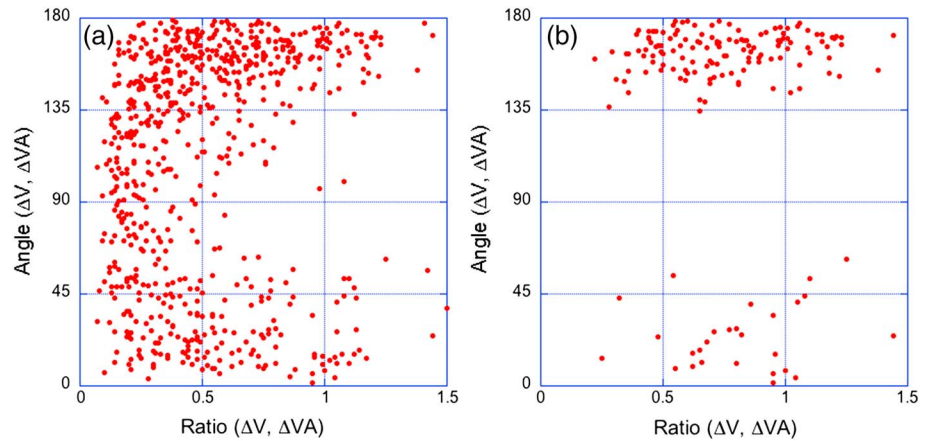 (a)
180
135
90
45
0
Angle (ΔV, ΔVA)
0 0.5 1 1.5
Ratio (ΔV, ΔVA)
(b)
180
135
90
45
0
Angle (ΔV, ΔVA)
0 0.5 1 1.5
Ratio (ΔV, ΔVA)